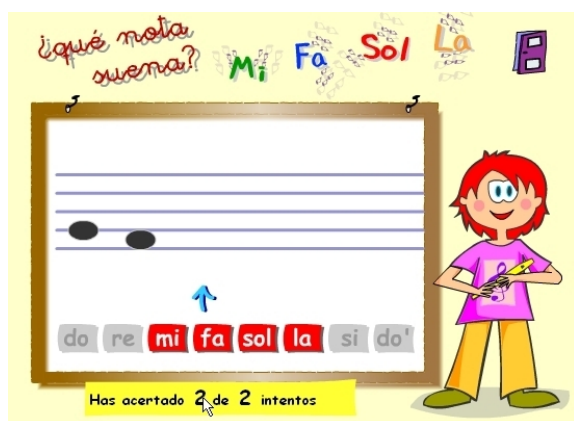 ¿qué nota
suena?
Mi Fa Sol La
do re mi fa sol la si do'
Has acertado 2 de 2 intentos